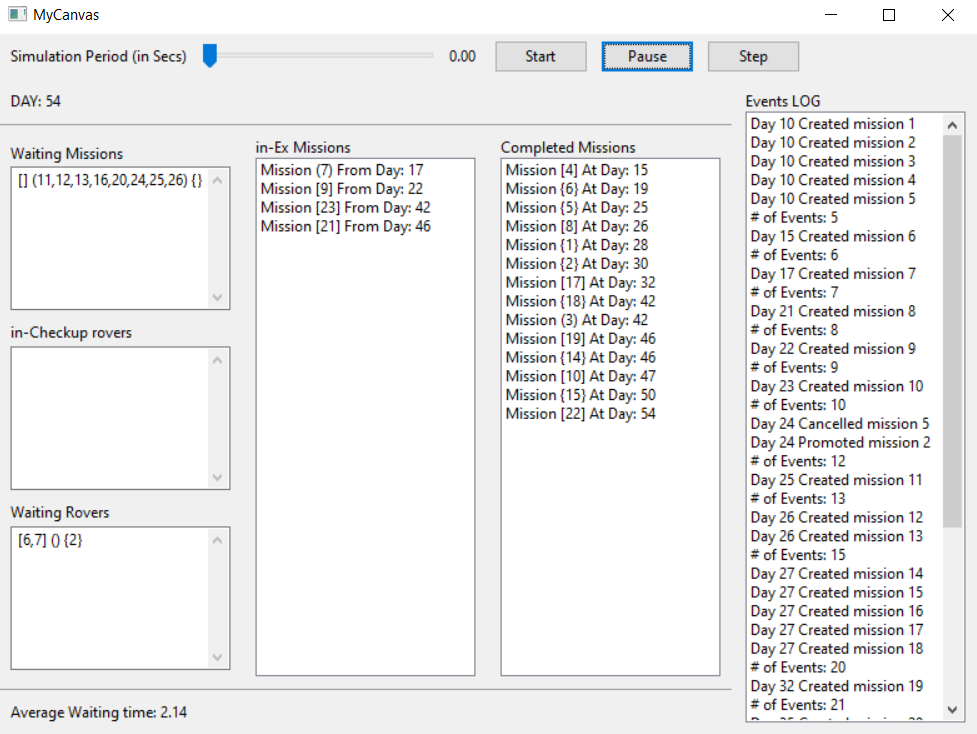 MyCanvas
Simulation Period (in Secs)
0.00
Start
Pause
Step
DAY: 54
Waiting Missions
[] (11,12,13,16,20,24,25,26) {}
in-Checkup rovers
Waiting Rovers
[6,7] () {2}
in-Ex Missions
Mission (7) From Day: 17
Mission [9] From Day: 22
Mission [23] From Day: 42
Mission [21] From Day: 46
Completed Missions
Mission [4] At Day: 15
Mission {6} At Day: 19
Mission {5} At Day: 25
Mission [8] At Day: 26
Mission {1} At Day: 28
Mission {2} At Day: 30
Mission [17] At Day: 32
Mission {18} At Day: 42
Mission (3) At Day: 42
Mission [19] At Day: 46
Mission {14} At Day: 46
Mission [10] At Day: 47
Mission {15} At Day: 50
Mission [22] At Day: 54
Events LOG
Day 10 Created mission 1
Day 10 Created mission 2
Day 10 Created mission 3
Day 10 Created mission 4
Day 10 Created mission 5
# of Events: 5
Day 15 Created mission 6
# of Events: 6
Day 17 Created mission 7
# of Events: 7
Day 21 Created mission 8
# of Events: 8
Day 22 Created mission 9
# of Events: 9
Day 23 Created mission 10
# of Events: 10
Day 24 Cancelled mission 5
Day 24 Promoted mission 2
# of Events: 12
Day 25 Created mission 11
# of Events: 13
Day 26 Created mission 12
Day 26 Created mission 13
# of Events: 15
Day 27 Created mission 14
Day 27 Created mission 15
Day 27 Created mission 16
Day 27 Created mission 17
Day 27 Created mission 18
# of Events: 20
Day 32 Created mission 19
# of Events: 21
Average Waiting time: 2.14